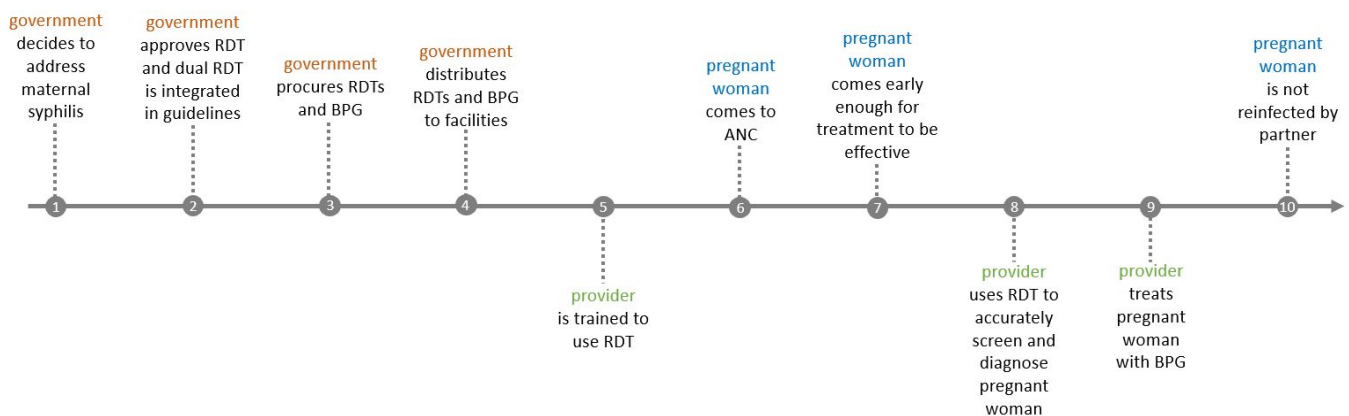 government
decides to
address
maternal
syphilis
government
approves RDT
and dual RDT
is integrated
in guidelines
government
procures RDTs
and BPG
government
distributes
RDTs and BPG
to facilities
pregnant
woman
comes to
ANC
pregnant
woman
comes early
enough for
treatment to be
effective
pregnant
woman
is not
reinfected by
partner
1
2
3
4
5
6
7
8
9
10
provider
is trained to
use RDT
provider
uses RDT to
accurately
screen and
diagnose
pregnant
woman
provider
treats
pregnant
woman
with BPG